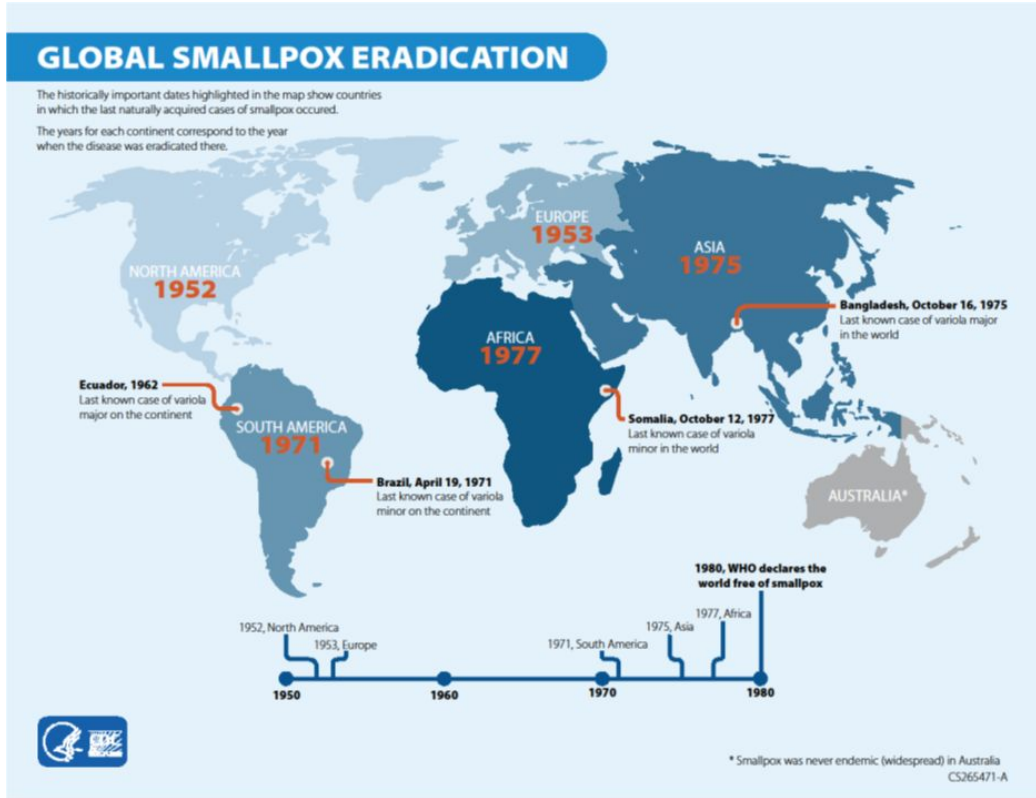 GLOBAL SMALLPOX ERADICATION
The historically important dates highlighted in the map show countries
in which the last naturally acquired cases of smallpox occured.
The years for each continent correspond to the year
when the disease was eradicated there.
NORTH AMERICA
1952
EUROPE
1953
ASIA
1975
Bangladesh, October 16, 1975
Last known case of variola major
in the world
AFRICA
1977
Ecuador, 1962
Last known case of variola
major on the continent
SOUTH AMERICA
1971
Somalia, October 12, 1977
Last known case of variola
minor in the world
Brazil, April 19, 1971
Last known case of variola
minor on the continent
AUSTRALIA*
1980, WHO declares the
world free of smallpox
1952, North America
1953, Europe
1971, South America
1975, Asia
1977, Africa
1950
1960
1970
1980
CDC
* Smallpox was never endemic (widespread) in Australia
CS265471-A